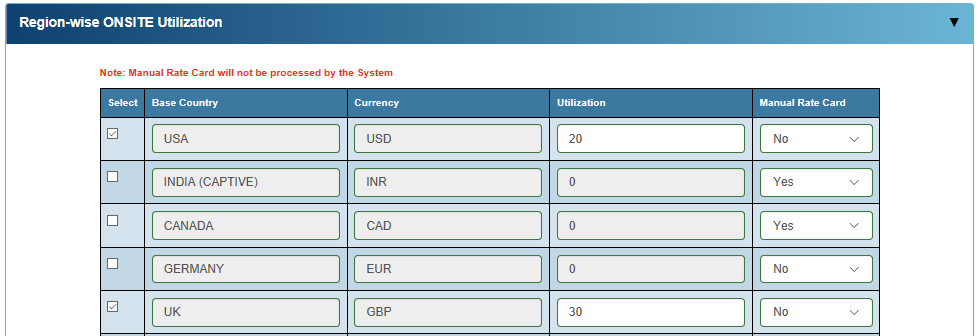 Region-wise ONSITE Utilization
Note: Manual Rate Card will not be processed by the System
Select Base Country Currency Utilization Manual Rate Card
USA USD 20 No
INDIA (CAPTIVE) INR 0 Yes
CANADA CAD 0 Yes
GERMANY EUR 0 No
UK GBP 30 No